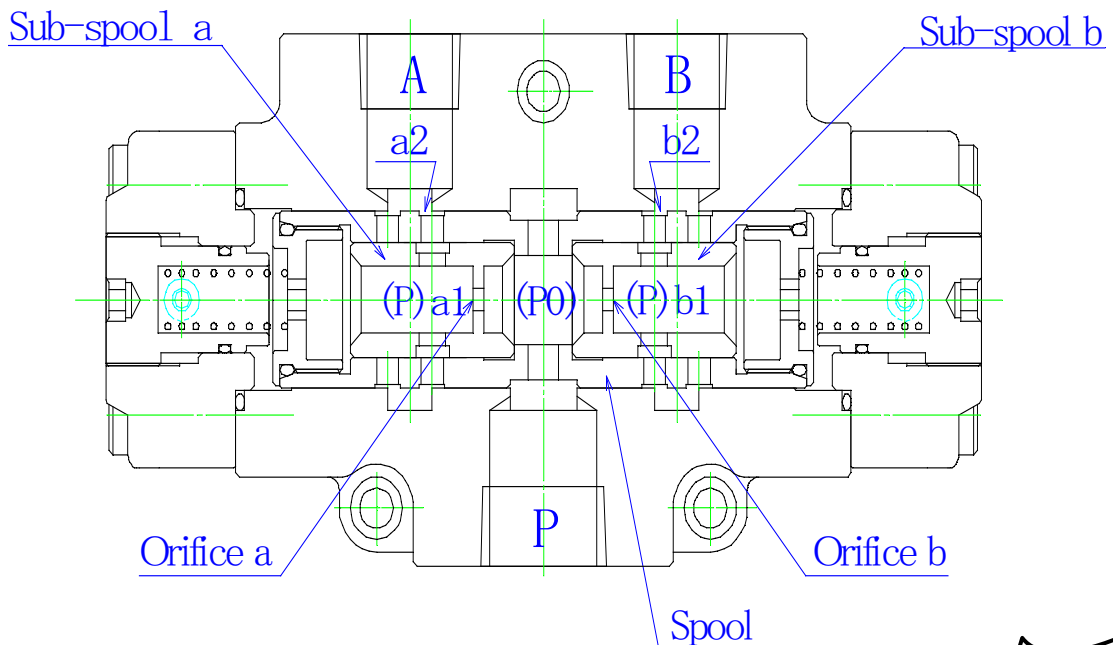 Sub-spool a
Sub-spool b
A
B
a2
b2
(P)a1
(P0)
(P)b1
P
Orifice a
Orifice b
Spool